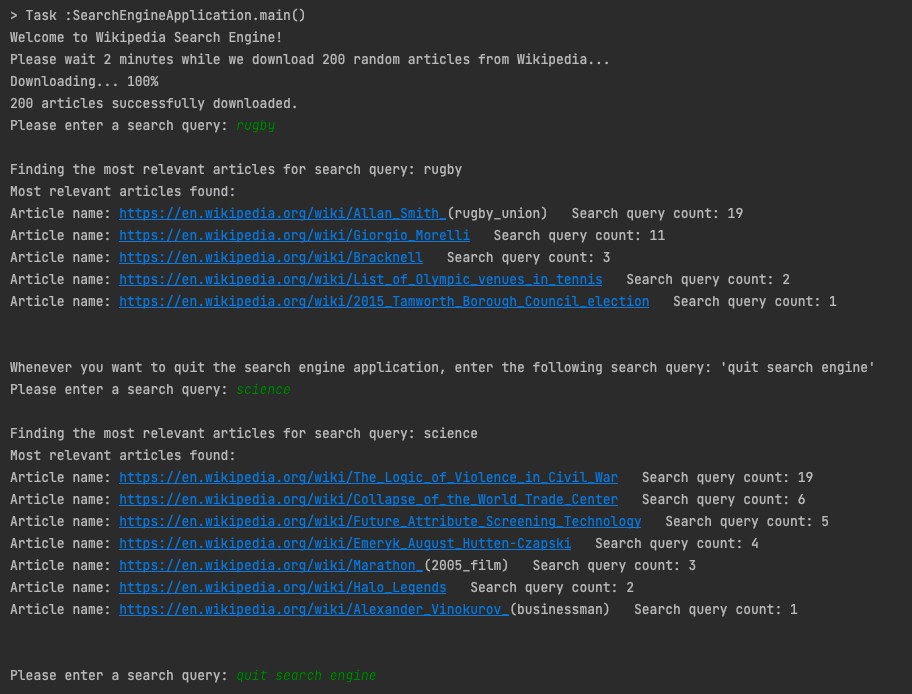 > Task :SearchEngineApplication.main()
Welcome to Wikipedia Search Engine!
Please wait 2 minutes while we download 200 random articles from Wikipedia...
Downloading... 100%
200 articles successfully downloaded.
Please enter a search query: rugby
Finding the most relevant articles for search query: rugby
Most relevant articles found:
Article name: https://en.wikipedia.org/wiki/Allan_Smith_(rugby_union)   Search query count: 19
Article name: https://en.wikipedia.org/wiki/Giorgio_Morelli   Search query count: 11
Article name: https://en.wikipedia.org/wiki/Bracknell   Search query count: 3
Article name: https://en.wikipedia.org/wiki/List_of_Olympic_venues_in_tennis   Search query count: 2
Article name: https://en.wikipedia.org/wiki/2015_Tamworth_Borough_Council_election   Search query count: 1
Whenever you want to quit the search engine application, enter the following search query: 'quit search engine'
Please enter a search query: science
Finding the most relevant articles for search query: science
Most relevant articles found:
Article name: https://en.wikipedia.org/wiki/The_Logic_of_Violence_in_Civil_War   Search query count: 19
Article name: https://en.wikipedia.org/wiki/Collapse_of_the_World_Trade_Center   Search query count: 6
Article name: https://en.wikipedia.org/wiki/Future_Attribute_Screening_Technology   Search query count: 5
Article name: https://en.wikipedia.org/wiki/Emeryk_August_Hutten-Czapski   Search query count: 4
Article name: https://en.wikipedia.org/wiki/Marathon_(2005_film)   Search query count: 3
Article name: https://en.wikipedia.org/wiki/Halo_Legends   Search query count: 2
Article name: https://en.wikipedia.org/wiki/Alexander_Vinokurov_(businessman)   Search query count: 1
Please enter a search query: quit search engine